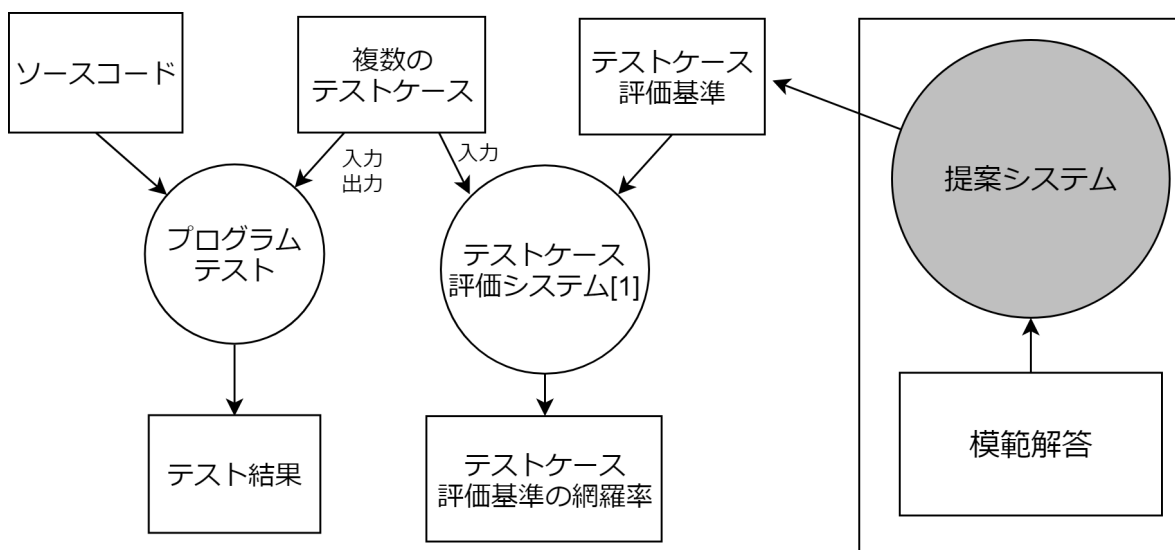 ソースコード
複数の
テストケース
テストケース
評価基準
提案システム
入力
出力
入力
プログラム
テスト
テストケース
評価システム[1]
テスト結果
テストケース
評価基準の網羅率
模範解答